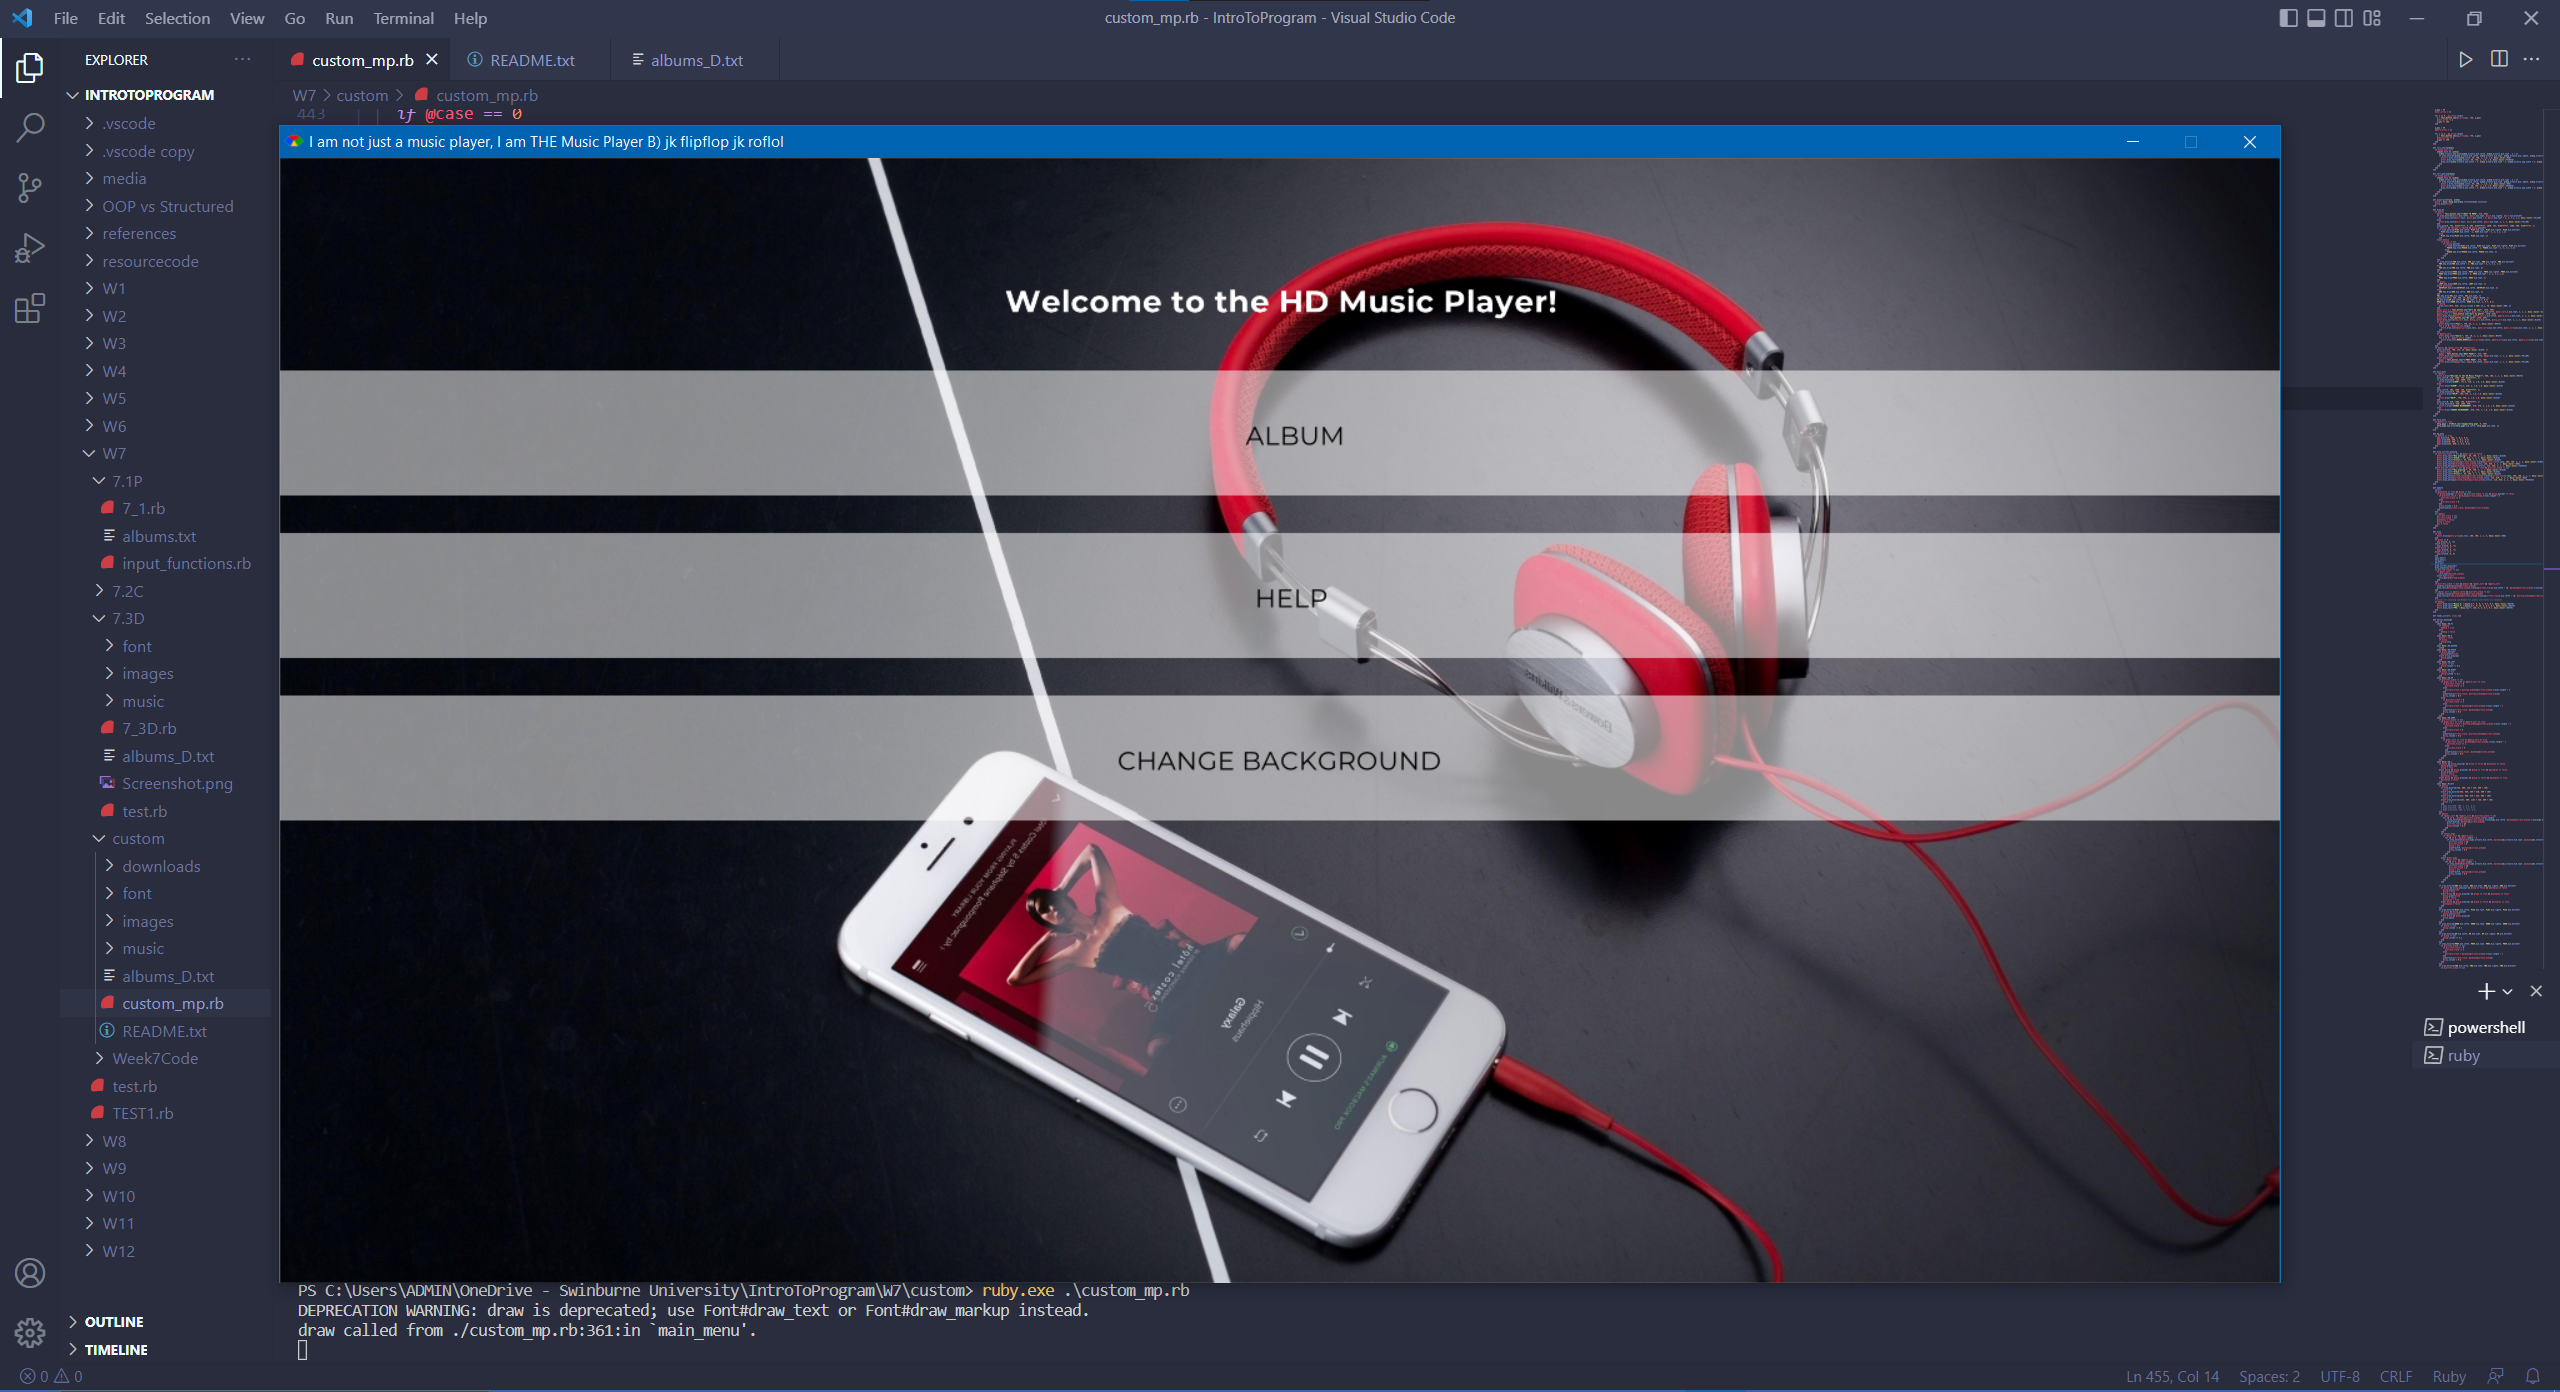 File Edit Selection View Go Run Terminal Help
custom_mp.rb - IntroToProgram - Visual Studio Code
EXPLORER
custom_mp.rb
README.txt
albums_D.txt
W7 > custom > custom_mp.rb
443 if @case == 0
INTROTOPROGRAM
.vscode
.vscode copy
media
OOP vs Structured
references
resourcecode
W1
W2
W3
W4
W5
W6
W7
7.1P
7_1.rb
albums.txt
input_functions.rb
7.2C
7.3D
font
images
music
7_3D.rb
albums_D.txt
Screenshot.png
test.rb
custom
downloads
font
images
music
albums_D.txt
custom_mp.rb
README.txt
Week7Code
test.rb
TEST1.rb
W8
W9
W10
W11
W12
OUTLINE
TIMELINE
I am not just a music player, I am THE Music Player B) jk flipflop jk roflol
Welcome to the HD Music Player!
ALBUM
HELP
CHANGE BACKGROUND
Galaxy
powershell
ruby
PS C:\Users\ADMIN\OneDrive - Swinburne University\IntroToProgram\W7\custom> ruby.exe .\custom_mp.rb
DEPRECATION WARNING: draw is deprecated; use Font#draw_text or Font#draw_markup instead.
draw called from ./custom_mp.rb:361:in `main_menu'.
0 0
Ln 455, Col 14 Spaces: 2 UTF-8 CRLF Ruby